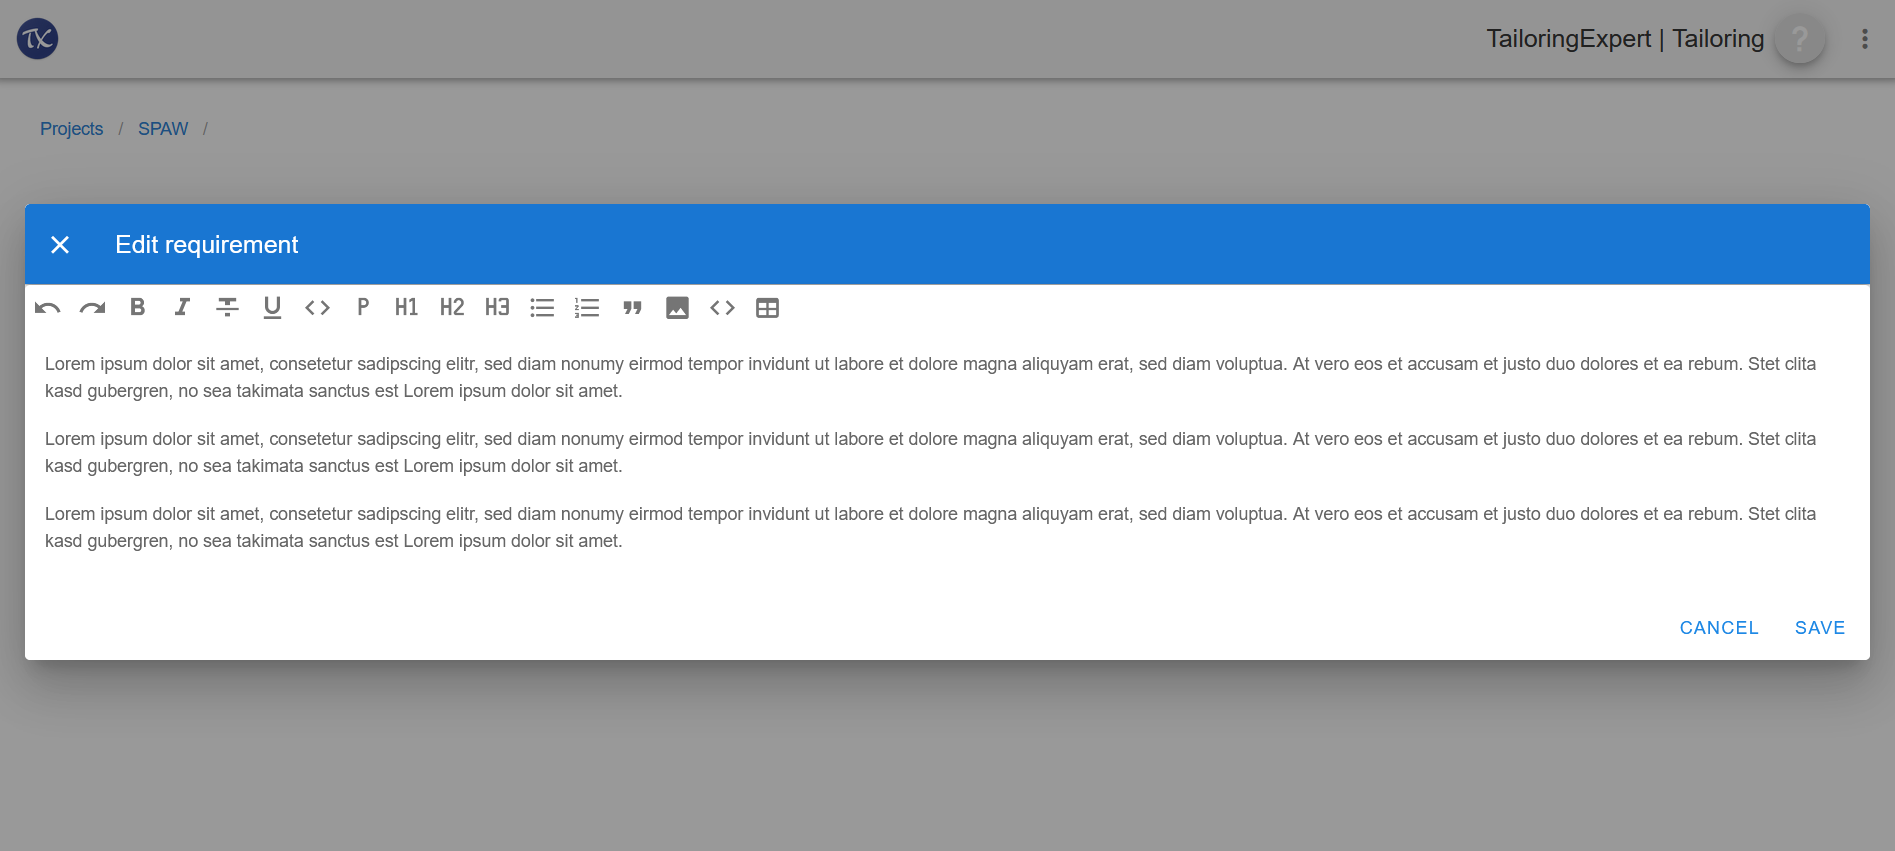 TX
TailoringExpert | Tailoring ?
Projects / SPAW /
Edit requirement
B I S U <> P H1 H2 H3 <>
Lorem ipsum dolor sit amet, consetetur sadipscing elitr, sed diam nonumy eirmod tempor invidunt ut labore et dolore magna aliquyam erat, sed diam voluptua. At vero eos et accusam et justo duo dolores et ea rebum. Stet clita
kasd gubergren, no sea takimata sanctus est Lorem ipsum dolor sit amet.
Lorem ipsum dolor sit amet, consetetur sadipscing elitr, sed diam nonumy eirmod tempor invidunt ut labore et dolore magna aliquyam erat, sed diam voluptua. At vero eos et accusam et justo duo dolores et ea rebum. Stet clita
kasd gubergren, no sea takimata sanctus est Lorem ipsum dolor sit amet.
Lorem ipsum dolor sit amet, consetetur sadipscing elitr, sed diam nonumy eirmod tempor invidunt ut labore et dolore magna aliquyam erat, sed diam voluptua. At vero eos et accusam et justo duo dolores et ea rebum. Stet clita
kasd gubergren, no sea takimata sanctus est Lorem ipsum dolor sit amet.
CANCEL SAVE